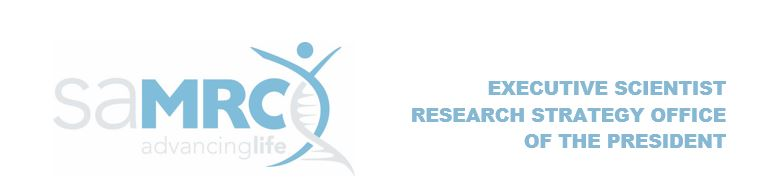 saMRC
advancinglife
EXECUTIVE SCIENTIST
RESEARCH STRATEGY OFFICE
OF THE PRESIDENT